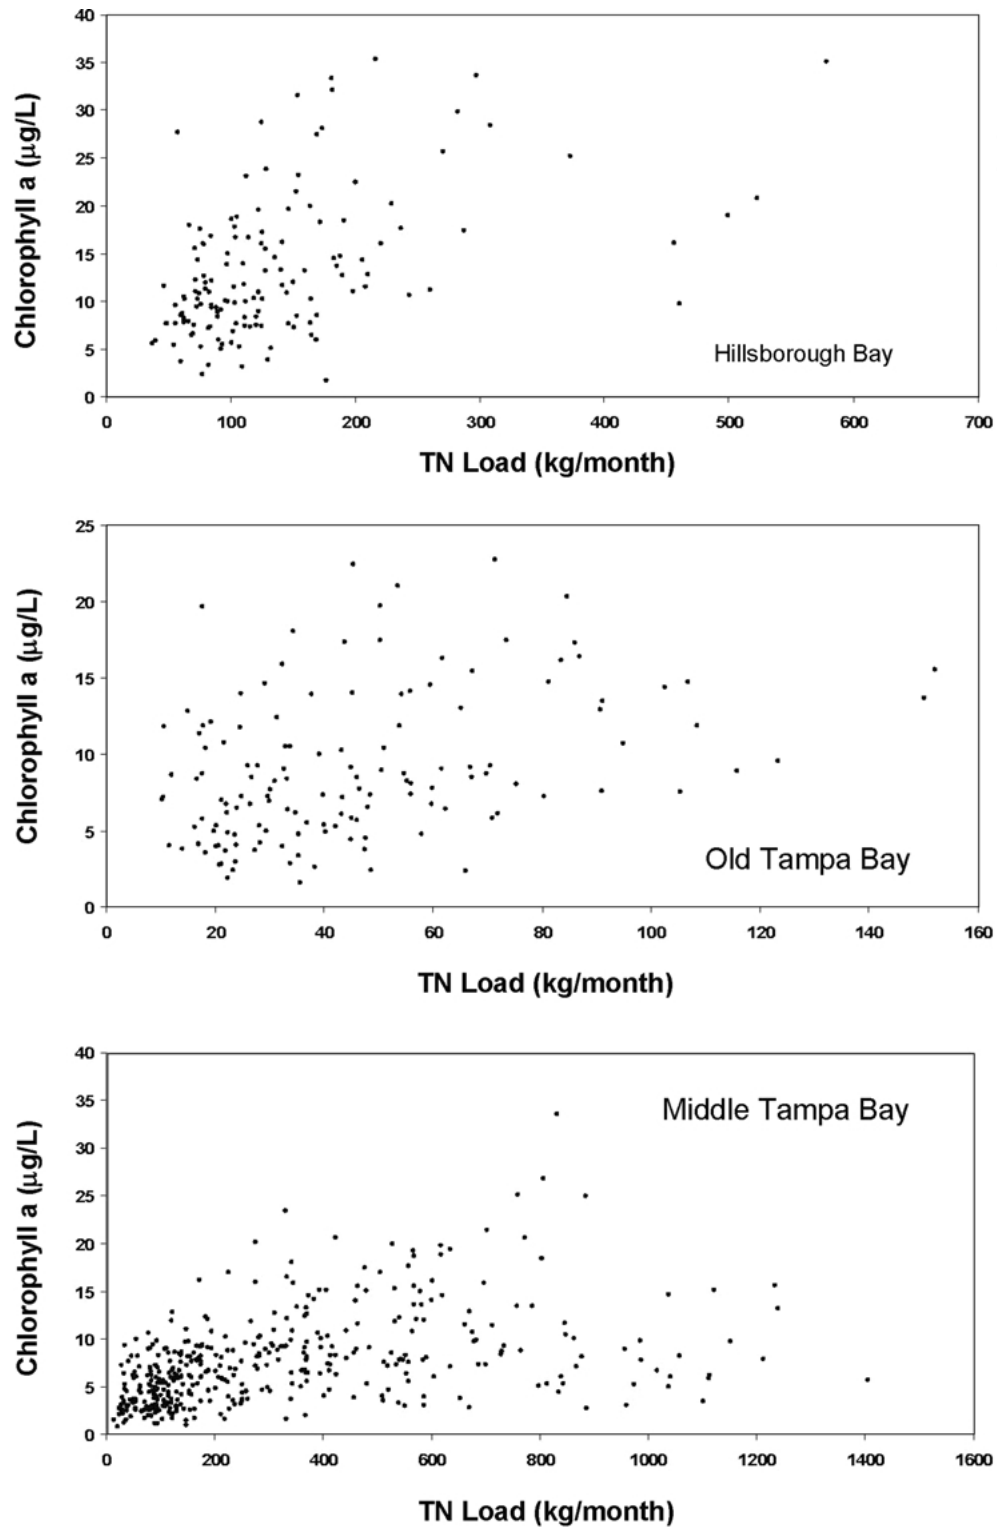 40
35
30
25
20
15
10
5
0
Chlorophyll a (µg/L)
Hillsborough Bay
0 100 200 300 400 500 600 700
TN Load (kg/month)
25
20
15
10
5
0
Chlorophyll a (µg/L)
Old Tampa Bay
0 20 40 60 80 100 120 140 160
TN Load (kg/month)
40
35
30
25
20
15
10
5
0
Chlorophyll a (µg/L)
Middle Tampa Bay
0 200 400 600 800 1000 1200 1400 1600
TN Load (kg/month)